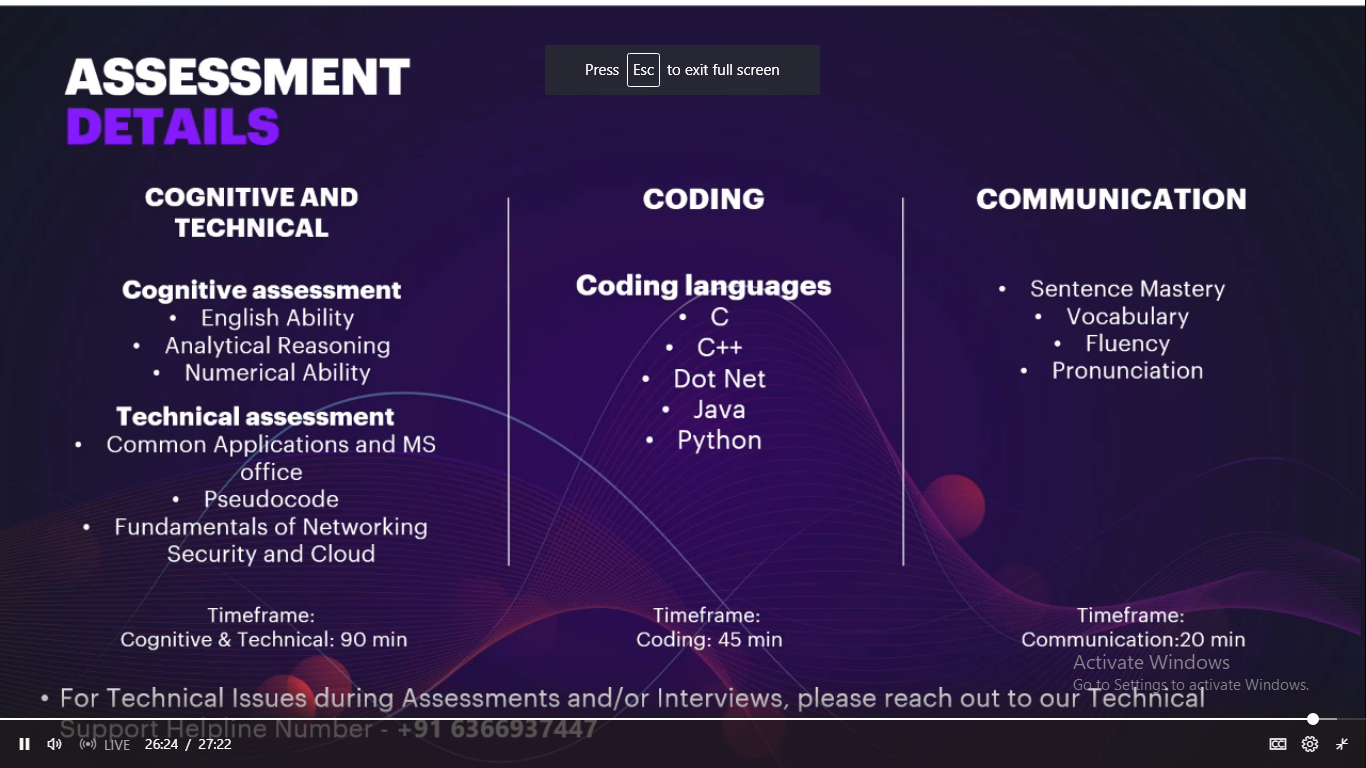 Press Esc to exit full screen
ASSESSMENT
DETAILS
COGNITIVE AND
TECHNICAL
Cognitive assessment
• English Ability
• Analytical Reasoning
• Numerical Ability
Technical assessment
• Common Applications and MS
office
• Pseudocode
• Fundamentals of Networking
Security and Cloud
Timeframe:
Cognitive & Technical: 90 min
CODING
Coding languages
• C
• C++
• Dot Net
• Java
• Python
Timeframe:
Coding: 45 min
COMMUNICATION
• Sentence Mastery
• Vocabulary
• Fluency
• Pronunciation
Timeframe:
Communication:20 min
Activate Windows
Go to Settings to activate Windows.
• For Technical Issues during Assessments and/or Interviews, please reach out to our Technical
Support Helpline Number - +91 6366937447
LIVE 26:24 / 27:22
CC